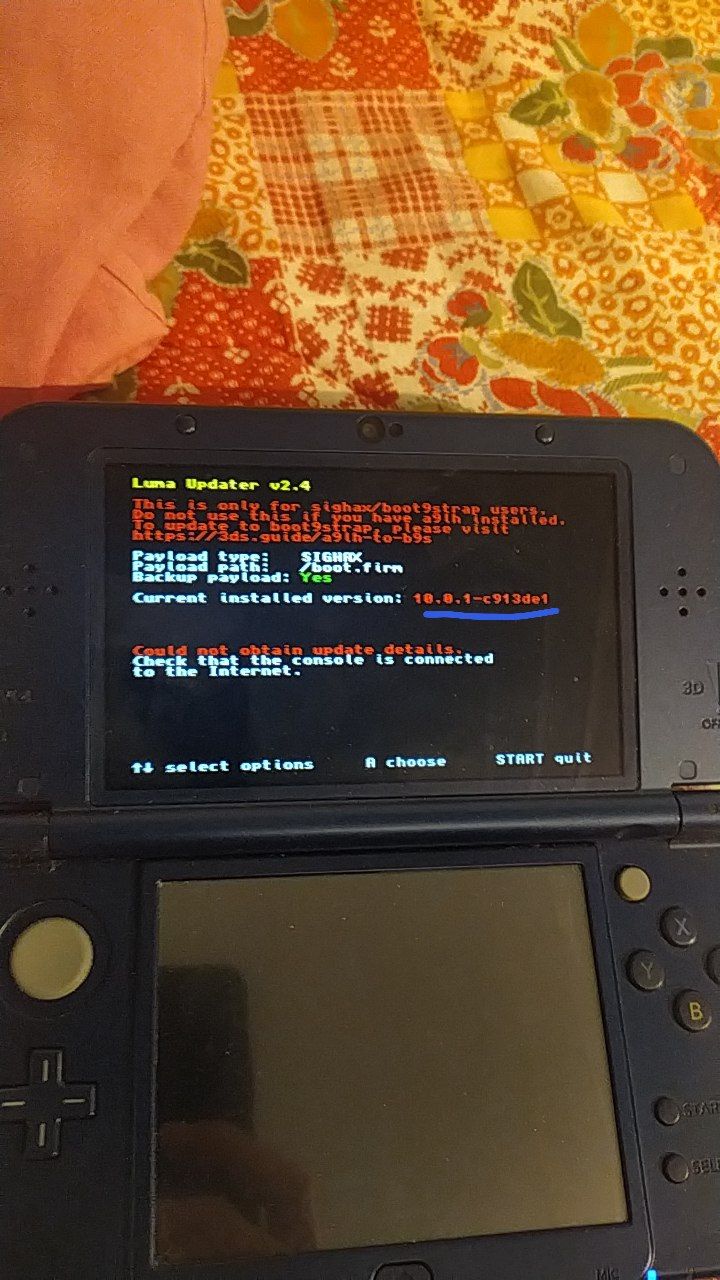 Luma Updater v2.4
This is only for sighax/boot9strap users.
Do not use this if you have a9lh installed.
To update to boot9strap, please visit
https://3ds.guide/a9lh-to-b9s
Payload type: SIGHAX
Payload path: /boot.firm
Backup payload: Yes
Current installed version: 10.0.1-c913de1
Could not obtain update details.
Check that the console is connected
to the Internet.
↑↓ select options A choose START quit
3D
X
Y
B
MIC